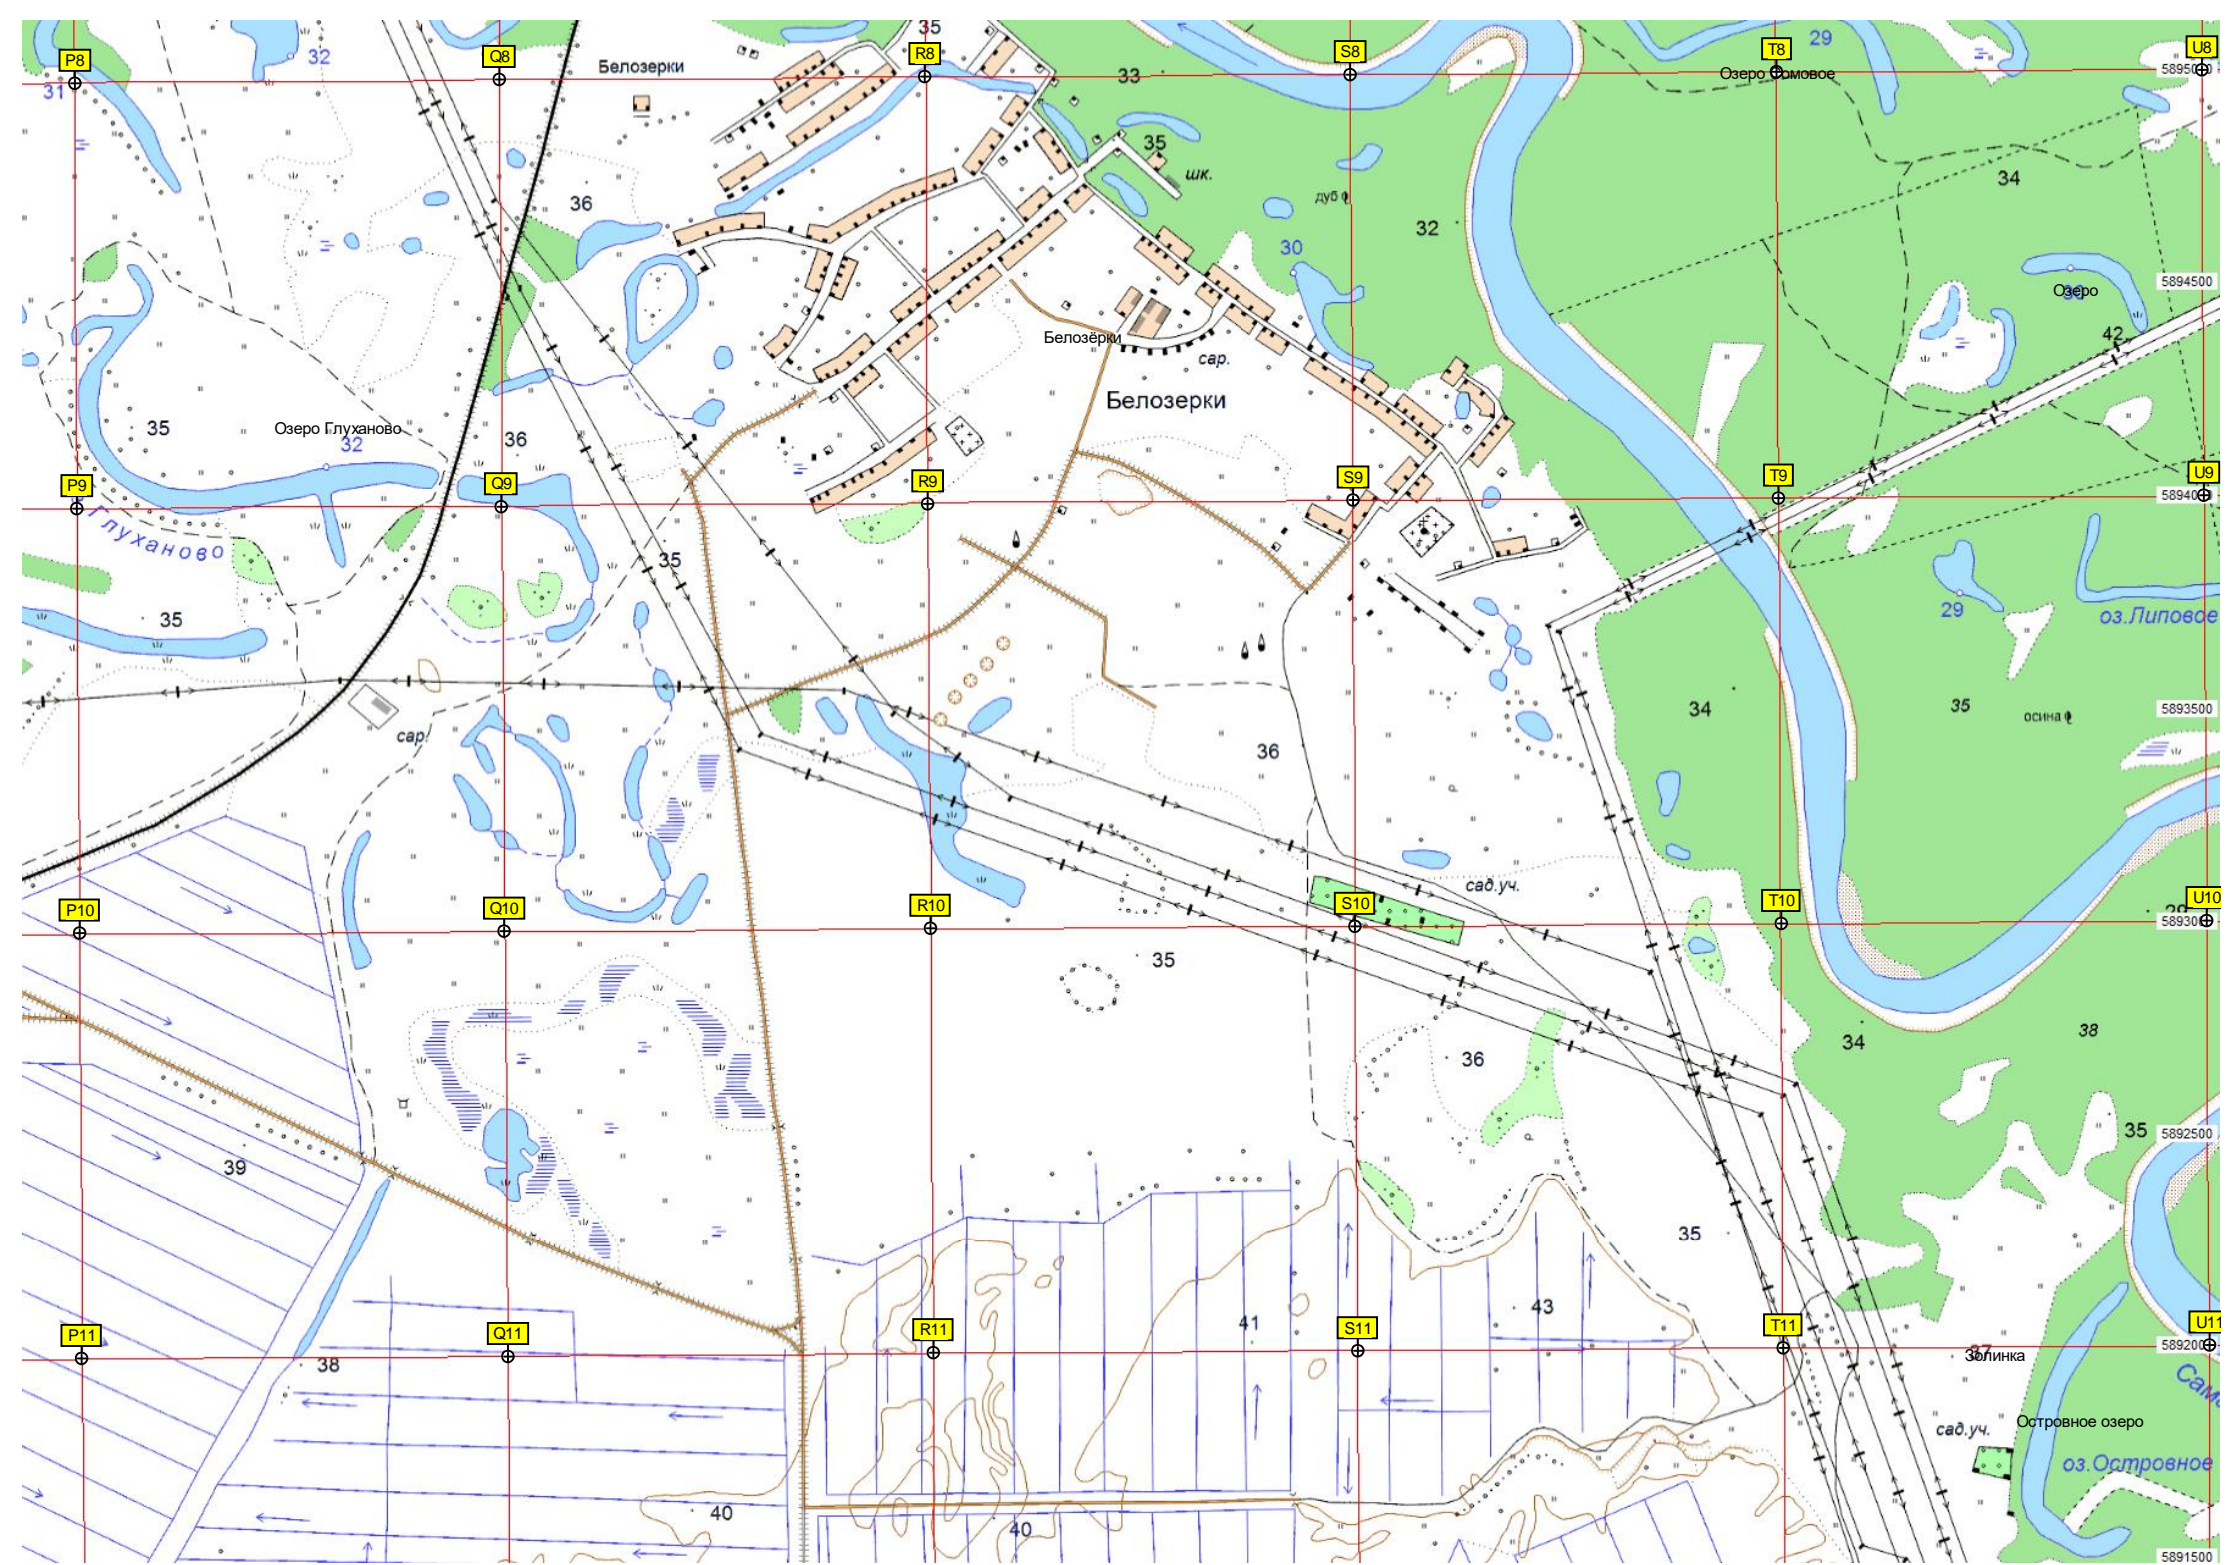 35
P8
Q8
Белозерки
R8
33
S8
T8
29
U8
32
31
Озеро Сомовое
35
шк.
34
36
дуб
32
30
5894500
Озеро
42
Белозёрки
сар.
Белозерки
35
Озеро Глуханово
32
36
P9
Q9
R9
S9
T9
U9
Глуханово
35
35
29
оз.Липовое
34
35
осина
5893500
сар.
36
сад.уч.
P10
Q10
R10
S10
T10
U10
35
36
34
38
39
35
5892500
35
41
43
P11
Q11
R11
S11
T11
U11
38
Золинка
Островное озеро
сад.уч.
оз.Островное
40
40
5891500